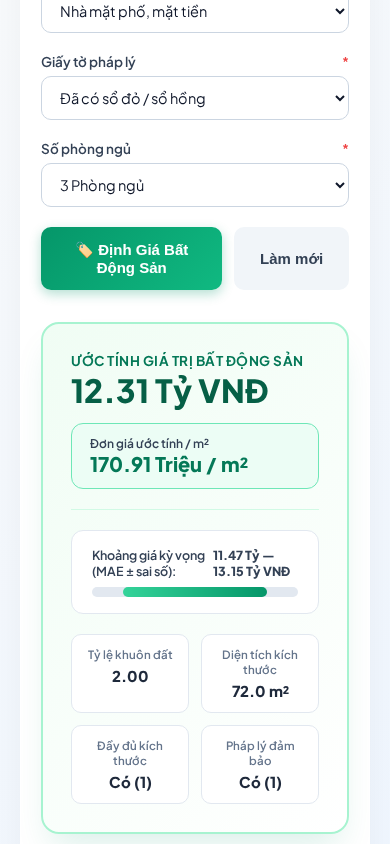 Nhà mặt phố, mặt tiền
Giấy tờ pháp lý *
Đã có sổ đỏ / sổ hồng
Số phòng ngủ *
3 Phòng ngủ
🏷️ Định Giá Bất
Động Sản
Làm mới
ƯỚC TÍNH GIÁ TRỊ BẤT ĐỘNG SẢN
12.31 Tỷ VNĐ
Đơn giá ước tính / m²
170.91 Triệu / m²
Khoảng giá kỳ vọng
(MAE ± sai số):
11.47 Tỷ —
13.15 Tỷ VNĐ
Tỷ lệ khuôn đất
2.00
Diện tích kích
thước
72.0 m²
Đầy đủ kích
thước
Có (1)
Pháp lý đảm
bảo
Có (1)